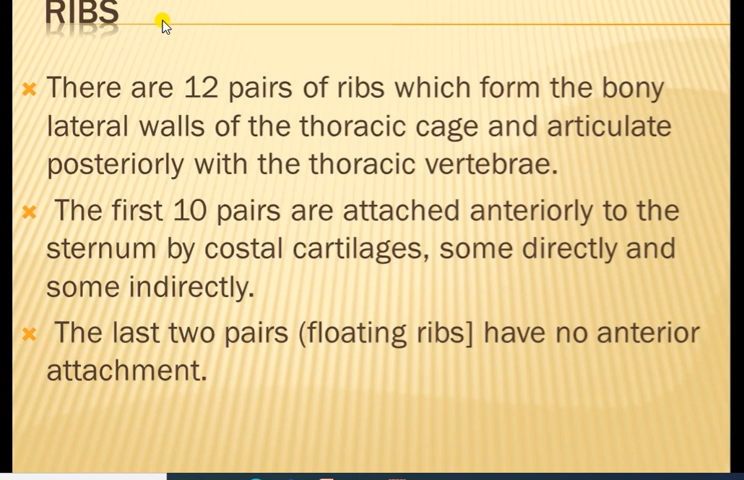 RIBS
There are 12 pairs of ribs which form the bony
lateral walls of the thoracic cage and articulate
posteriorly with the thoracic vertebrae.
The first 10 pairs are attached anteriorly to the
sternum by costal cartilages, some directly and
some indirectly.
The last two pairs (floating ribs] have no anterior
attachment.